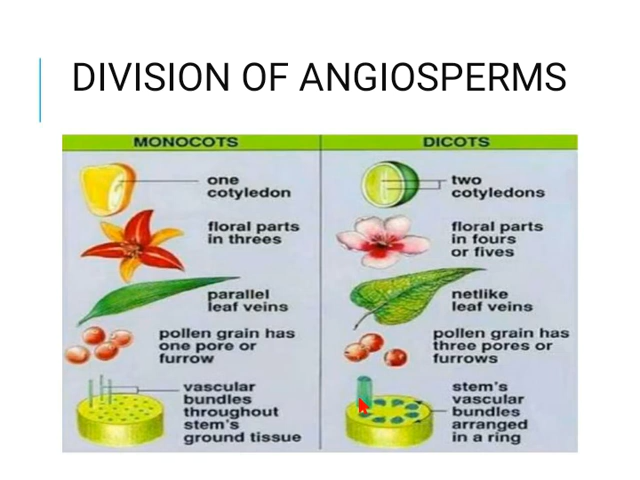 DIVISION OF ANGIOSPERMS
MONOCOTS
DICOTS
one
cotyledon
two
cotyledons
floral parts
in threes
floral parts
in fours
or fives
parallel
leaf veins
netlike
leaf veins
pollen grain has
one pore or
furrow
pollen grain has
three pores or
furrows
vascular
bundles
throughout
stem's
ground tissue
stem's
vascular
bundles
arranged
in a ring